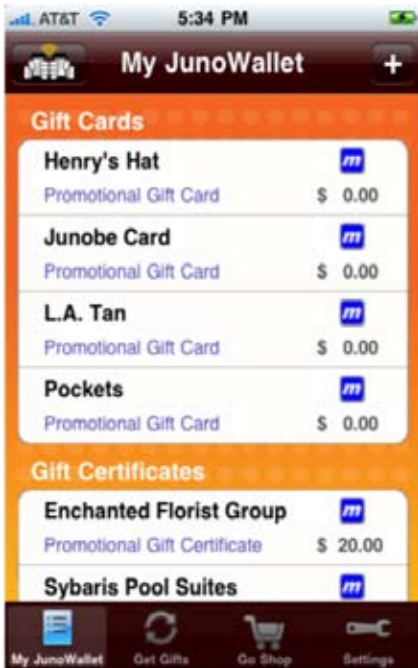 AT&T 5:34 PM
My JunoWallet +
Gift Cards
Henry's Hat m
Promotional Gift Card $ 0.00
Junobe Card m
Promotional Gift Card $ 0.00
L.A. Tan m
Promotional Gift Card $ 0.00
Pockets m
Promotional Gift Card $ 0.00
Gift Certificates
Enchanted Florist Group m
Promotional Gift Certificate $ 20.00
Sybaris Pool Suites m
My JunoWallet Get Gifts Go Shop Settings